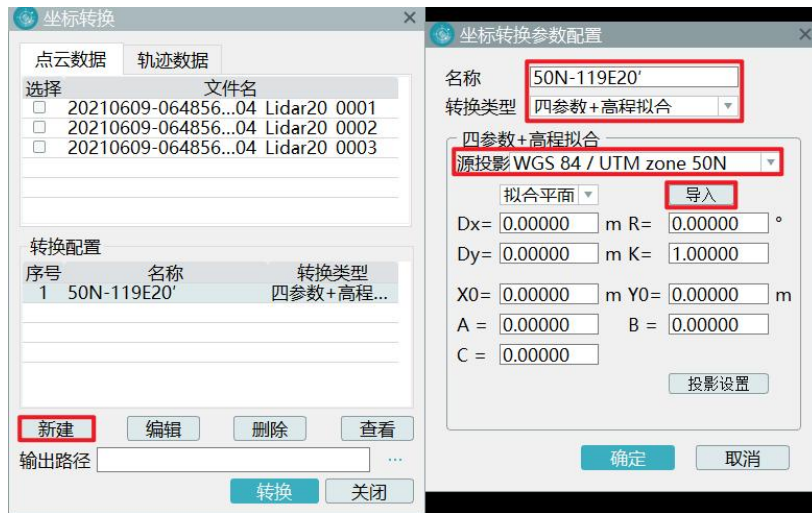 坐标转换
点云数据 轨迹数据
选择 文件名
20210609-064856...04 Lidar20 0001
20210609-064856...04 Lidar20 0002
20210609-064856...04 Lidar20 0003
转换配置
序号 名称 转换类型
1 50N-119E20' 四参数+高程...
新建 编辑 删除 查看
输出路径 ...
转换 关闭
坐标转换参数配置
名称 50N-119E20'
转换类型 四参数+高程拟合
四参数+高程拟合
源投影 WGS 84 / UTM zone 50N
拟合平面 导入
Dx= 0.00000 m R= 0.00000 °
Dy= 0.00000 m K= 1.00000
X0= 0.00000 m Y0= 0.00000 m
A = 0.00000 B = 0.00000
C = 0.00000
投影设置
确定 取消